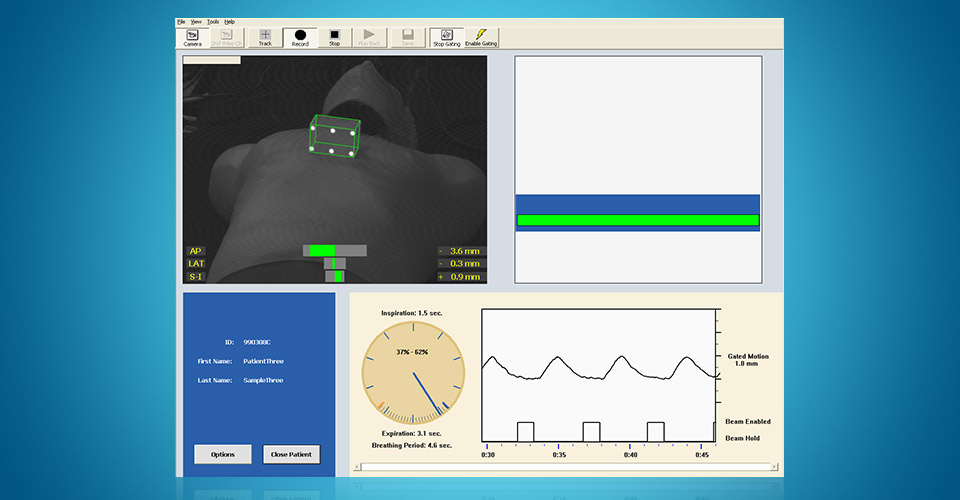 File View Tools Help
Camera 2nd Video Ch Track Record Stop Play Back Save Stop Gating Enable Gating
AP - 3.6 mm
LAT - 0.3 mm
S-I + 0.9 mm
ID: 990308C
First Name: PatientThree
Last Name: SampleThree
Options Close Patient
Inspiration: 1.5 sec.
37% - 62%
Expiration: 3.1 sec.
Breathing Period: 4.6 sec.
Gated Motion
1.8 mm
Beam Enabled
Beam Hold
0:30 0:35 0:40 0:45